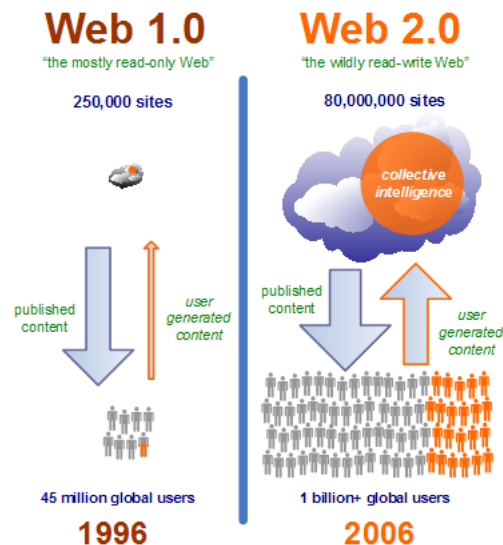 Web 1.0
"the mostly read-only Web"
250,000 sites
published
content
user
generated
content
45 million global users
1996
Web 2.0
"the wildly read-write Web"
80,000,000 sites
collective
intelligence
published
content
user
generated
content
1 billion+ global users
2006